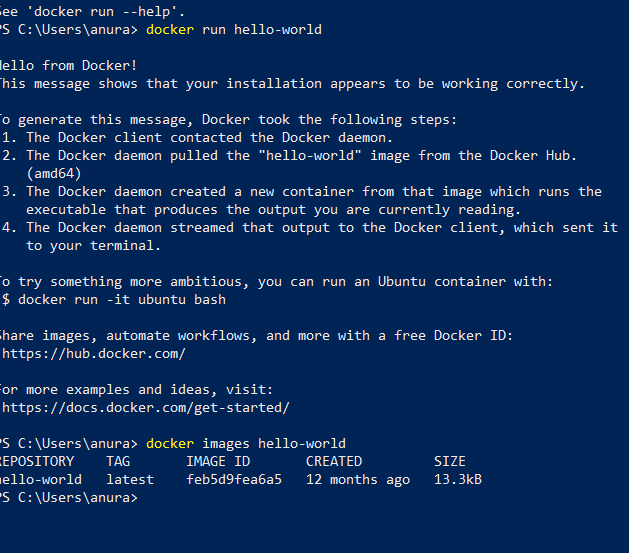 See 'docker run --help'.
PS C:\Users\anura> docker run hello-world
Hello from Docker!
This message shows that your installation appears to be working correctly.
To generate this message, Docker took the following steps:
1. The Docker client contacted the Docker daemon.
2. The Docker daemon pulled the "hello-world" image from the Docker Hub.
(amd64)
3. The Docker daemon created a new container from that image which runs the
executable that produces the output you are currently reading.
4. The Docker daemon streamed that output to the Docker client, which sent it
to your terminal.
To try something more ambitious, you can run an Ubuntu container with:
$ docker run -it ubuntu bash
Share images, automate workflows, and more with a free Docker ID:
https://hub.docker.com/
For more examples and ideas, visit:
https://docs.docker.com/get-started/
PS C:\Users\anura> docker images hello-world
REPOSITORY TAG IMAGE ID CREATED SIZE
hello-world latest feb5d9fea6a5 12 months ago 13.3kB
PS C:\Users\anura>